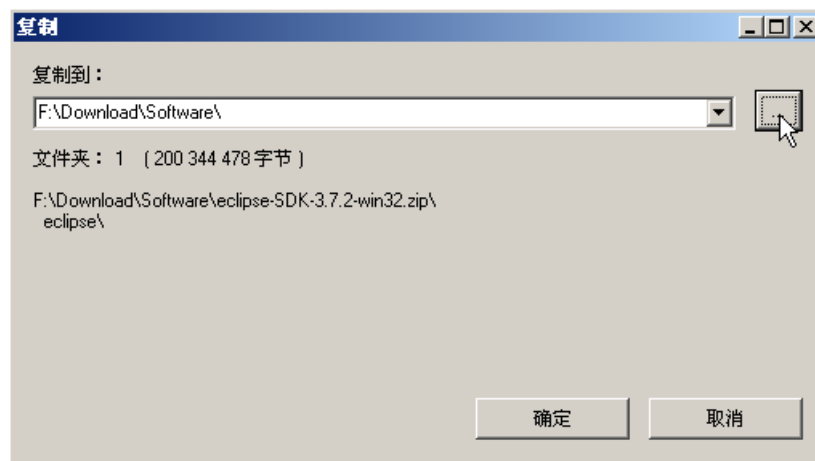 复制
复制到：
F:\Download\Software\
...
文件夹： 1 （ 200 344 478 字节 ）
F:\Download\Software\eclipse-SDK-3.7.2-win32.zip\
eclipse\
确定
取消